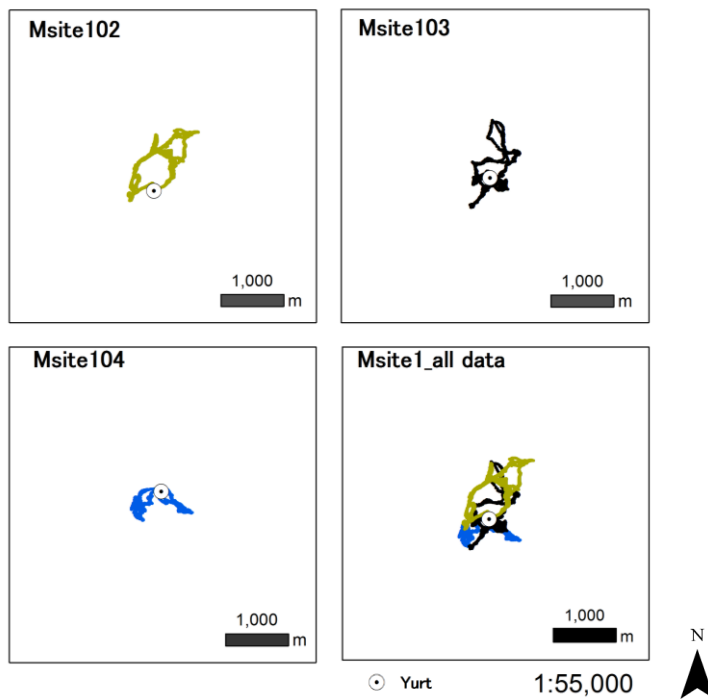 Msite102
1,000
m
Msite103
1,000
m
Msite104
1,000
m
Msite1_all data
1,000
m
Yurt
1:55,000
N